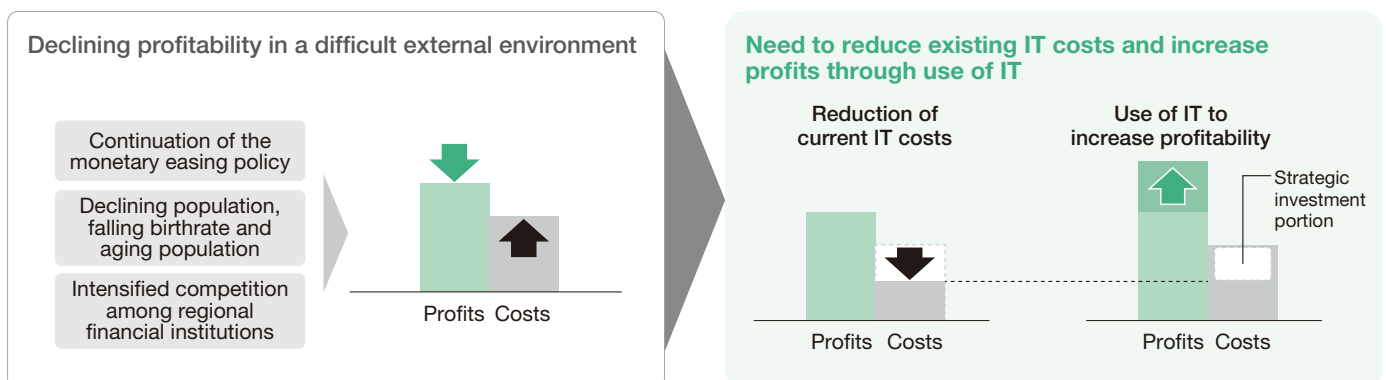 Declining profitability in a difficult external environment
Continuation of the
monetary easing policy
Declining population,
falling birthrate and
aging population
Intensified competition
among regional
financial institutions
Profits Costs
Need to reduce existing IT costs and increase
profits through use of IT
Reduction of
current IT costs
Profits Costs
Use of IT to
increase profitability
Strategic
investment
portion
Profits Costs